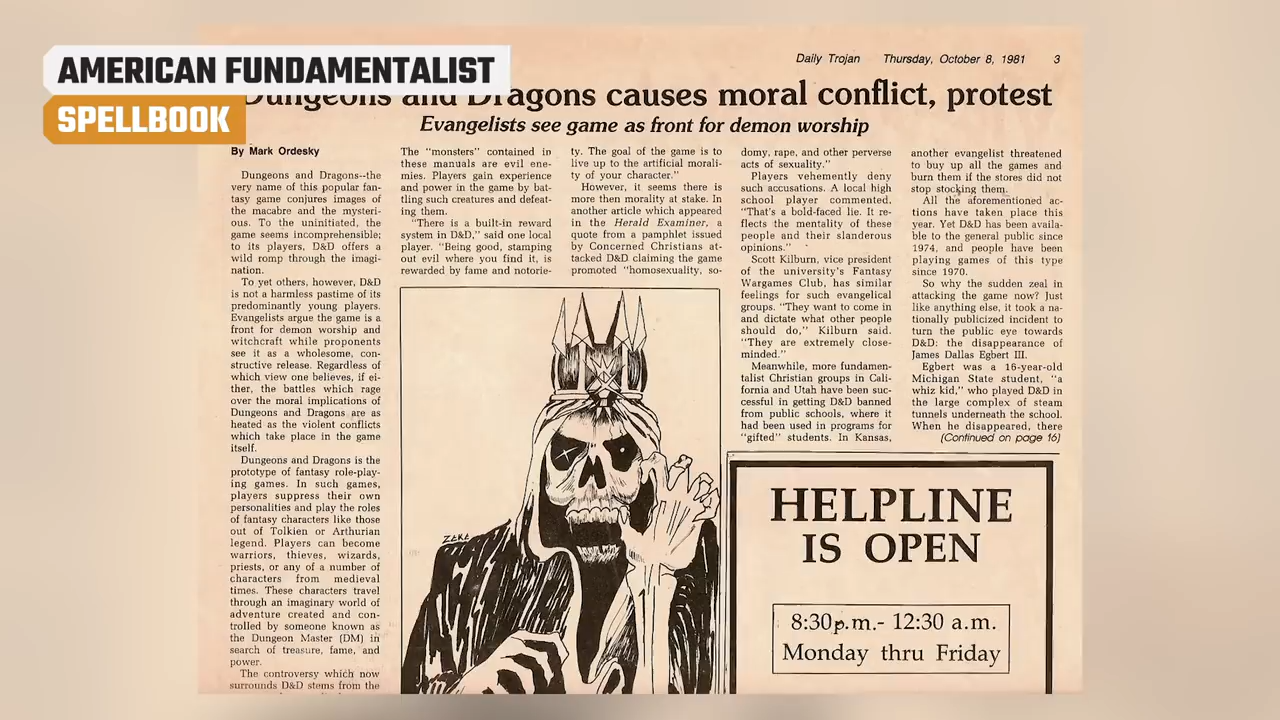 AMERICAN FUNDAMENTALIST
SPELLBOOK
Daily Trojan Thursday, October 8, 1981 3
Dungeons and Dragons causes moral conflict, protest
Evangelists see game as front for demon worship
By Mark Ordesky
Dungeons and Dragons--the
very name of this popular fan-
tasy game conjures images of
the macabre and the mysteri-
ous. To the uninitiated, the
game seems incomprehensible;
to its players, D&D offers a
wild romp through the imagi-
nation.
To yet others, however, D&D
is not a harmless pastime of its
predominantly young players.
Evangelists argue the game is a
front for demon worship and
witchcraft while proponents
see it as a wholesome, con-
structive release. Regardless of
which view one believes, if ei-
ther, the battles which rage
over the moral implications of
Dungeons and Dragons are as
heated as the violent conflicts
which take place in the game
itself.
Dungeons and Dragons is the
prototype of fantasy role-play-
ing games. In such games,
players suppress their own
personalities and play the roles
of fantasy characters like those
out of Tolkien or Arthurian
legend. Players can become
warriors, thieves, wizards,
priests, or any of a number of
characters from medieval
times. These characters travel
through an imaginary world of
adventure created and con-
trolled by someone known as
the Dungeon Master (DM) in
search of treasure, fame, and
power.
The controversy which now
surrounds D&D stems from the
The "monsters" contained in
these manuals are evil ene-
mies. Players gain experience
and power in the game by bat-
tling such creatures and defeat-
ing them.
"There is a built-in reward
system in D&D," said one local
player. "Being good, stamping
out evil where you find it, is
rewarded by fame and notorie-
ty. The goal of the game is to
live up to the artificial morali-
ty of your character."
However, it seems there is
more then morality at stake. In
another article which appeared
in the Herald Examiner, a
quote from a pamphlet issued
by Concerned Christians at-
tacked D&D claiming the game
promoted "homosexuality, so-
domy, rape, and other perverse
acts of sexuality."
Players vehemently deny
such accusations. A local high
school player commented,
"That's a bold-faced lie. It re-
flects the mentality of these
people and their slanderous
opinions."
Scott Kilburn, vice president
of the university's Fantasy
Wargames Club, has similar
feelings for such evangelical
groups. "They want to come in
and dictate what other people
should do," Kilburn said.
"They are extremely close-
minded."
Meanwhile, more fundamen-
talist Christian groups in Cali-
fornia and Utah have been suc-
cessful in getting D&D banned
from public schools, where it
had been used in programs for
"gifted" students. In Kansas,
another evangelist threatened
to buy up all the games and
burn them if the stores did not
stop stocking them.
All the aforementioned ac-
tions have taken place this
year. Yet D&D has been availa-
ble to the general public since
1974, and people have been
playing games of this type
since 1970.
So why the sudden zeal in
attacking the game now? Just
like anything else, it took a na-
tionally publicized incident to
turn the public eye towards
D&D: the disappearance of
James Dallas Egbert III.
Egbert was a 16-year-old
Michigan State student, "a
whiz kid," who played D&D in
the large complex of steam
tunnels underneath the school.
When he disappeared, there
(Continued on page 16)
ZEKE
HELPLINE
IS OPEN
8:30p.m.- 12:30 a.m.
Monday thru Friday